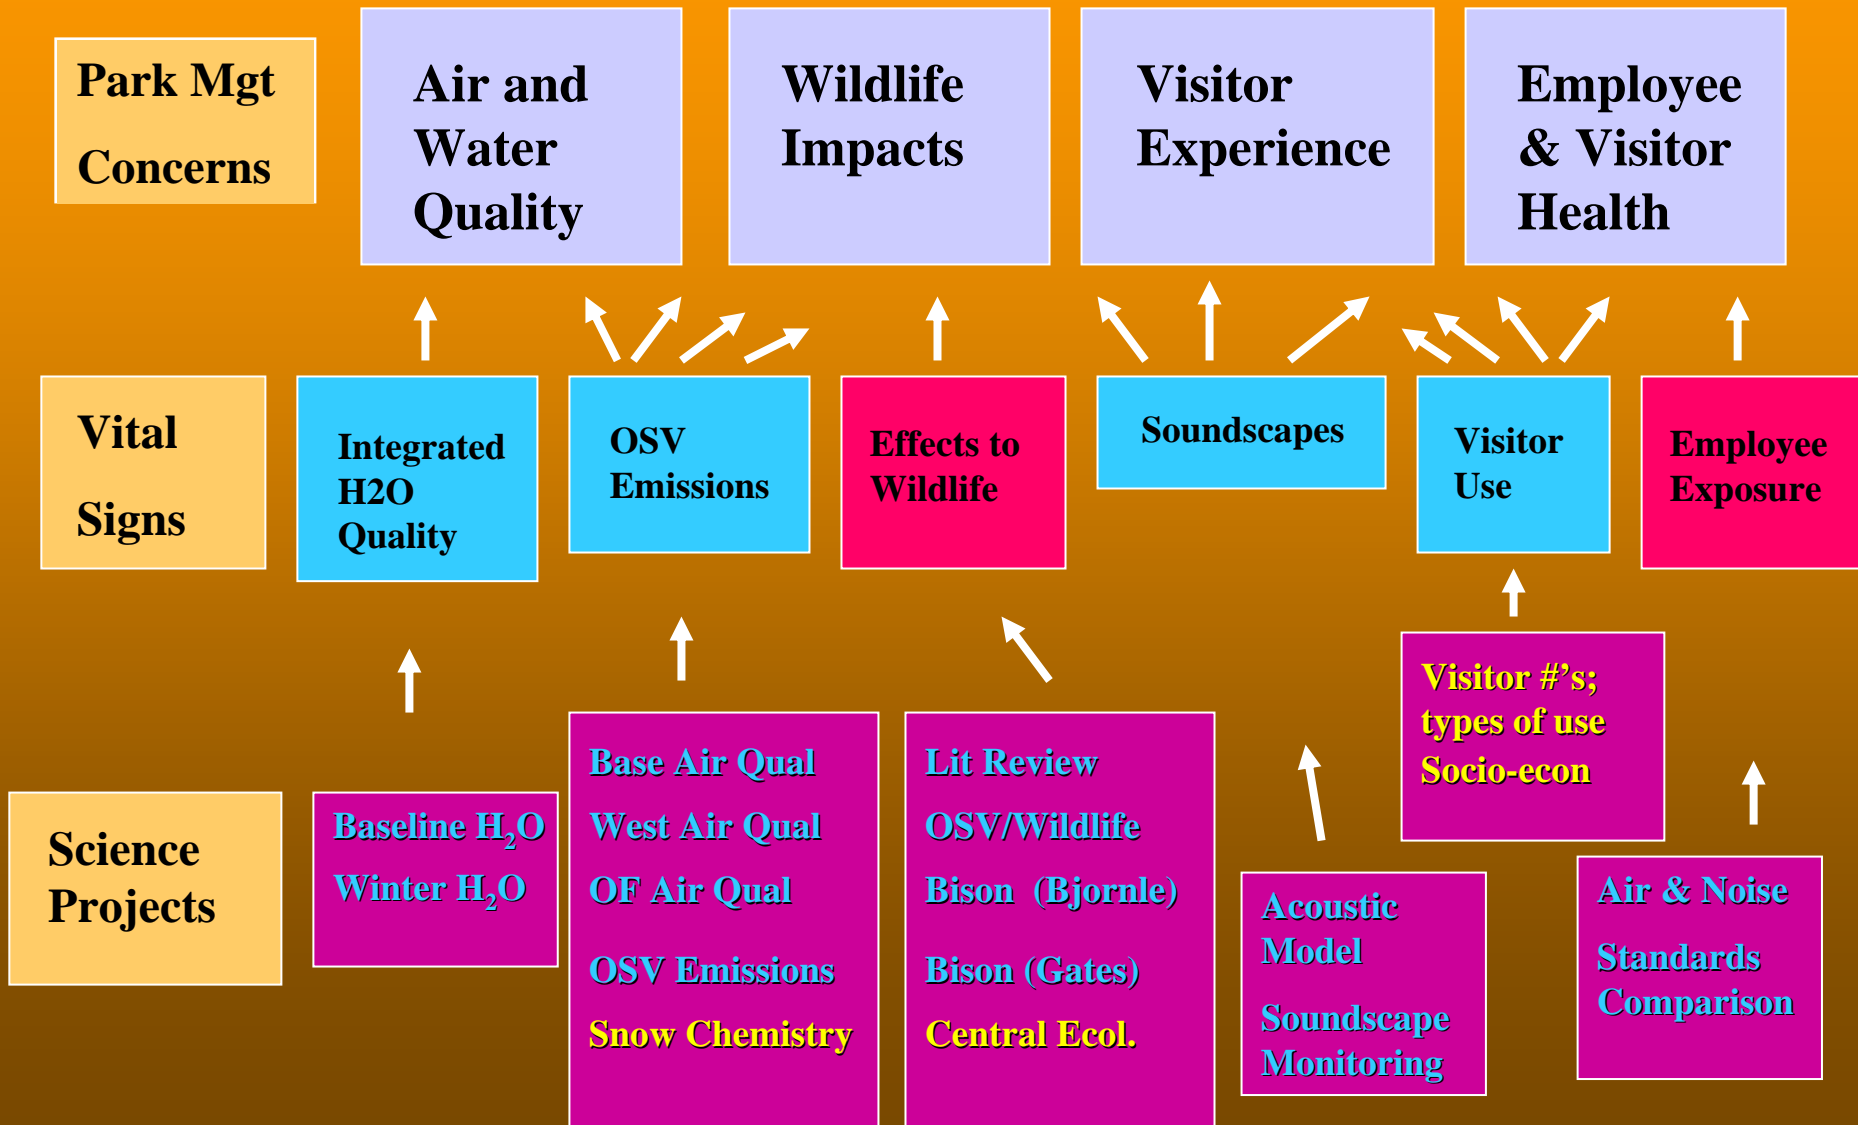 Park Mgt
Concerns
Air and
Water
Quality
Wildlife
Impacts
Visitor
Experience
Employee
& Visitor
Health
Vital
Signs
Integrated
H2O
Quality
OSV
Emissions
Effects to
Wildlife
Soundscapes
Visitor
Use
Employee
Exposure
Science
Projects
Baseline H₂O
Winter H₂O
Base Air Qual
West Air Qual
OF Air Qual
OSV Emissions
Snow Chemistry
Lit Review
OSV/Wildlife
Bison (Bjornle)
Bison (Gates)
Central Ecol.
Acoustic
Model
Soundscape
Monitoring
Visitor #’s;
types of use
Socio-econ
Air & Noise
Standards
Comparison